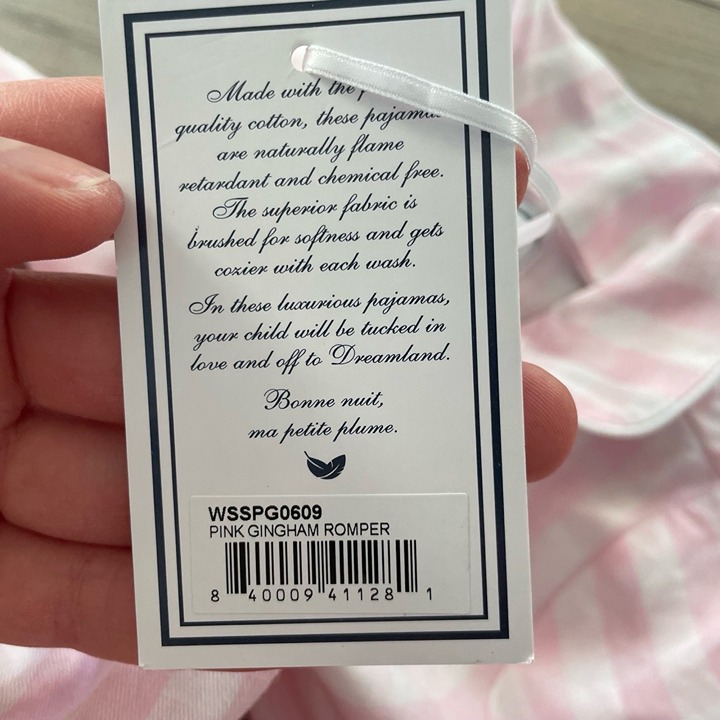 Made with the
quality cotton, these
are naturally flame
retardant and chemical free.
The superior fabric is
brushed for softness and gets
cozier with each wash.
In these luxurious pajamas,
your child will be tucked in
love and off to Dreamland.
Bonne nuit,
ma petite plume.
WSSPG0609
PINK GINGHAM ROMPER
8 40009 41128 1